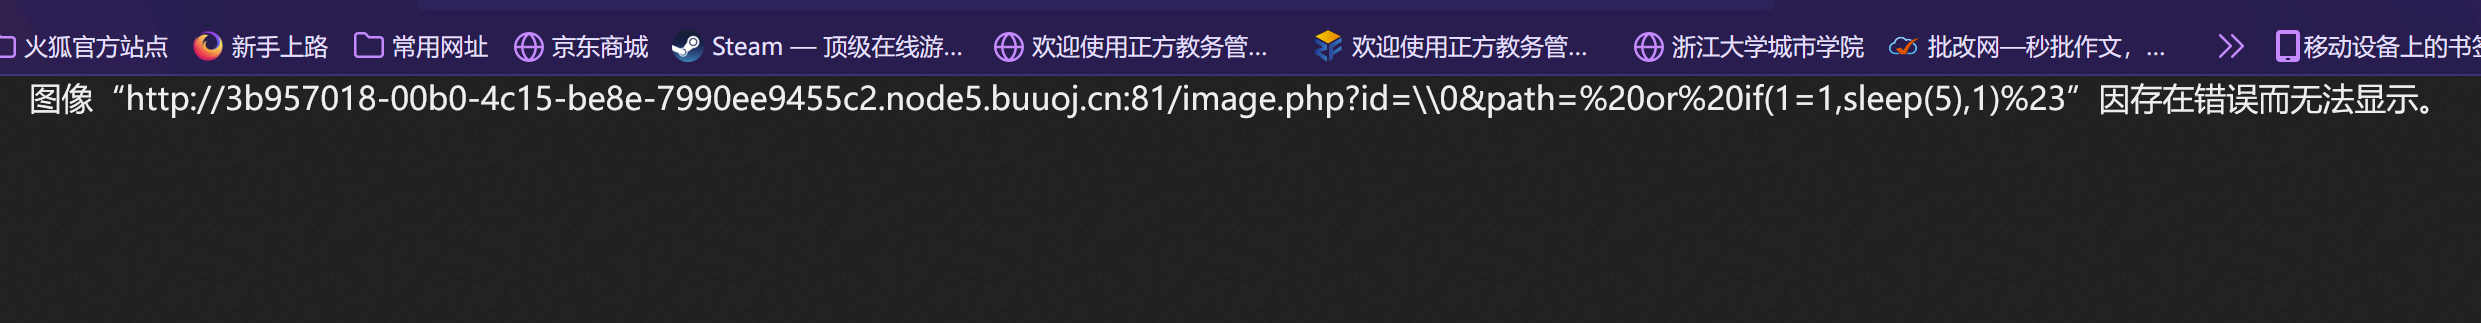 火狐官方站点 新手上路 常用网址 京东商城 Steam — 顶级在线游... 欢迎使用正方教务管... 欢迎使用正方教务管... 浙江大学城市学院 批改网—秒批作文，... 移动设备上的书签
图像“http://3b957018-00b0-4c15-be8e-7990ee9455c2.node5.buuoj.cn:81/image.php?id=\\0&path=%20or%20if(1=1,sleep(5),1)%23”因存在错误而无法显示。